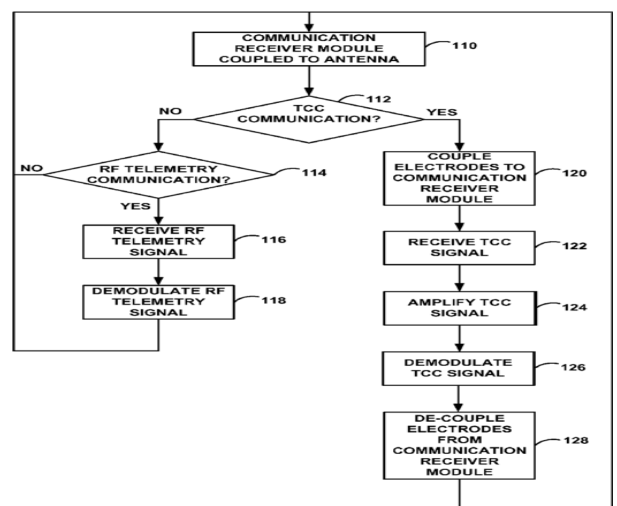 COMMUNICATION
RECEIVER MODULE
COUPLED TO ANTENNA
110
TCC
COMMUNICATION?
112
NO
YES
RF TELEMETRY
COMMUNICATION?
114
NO
YES
RECEIVE RF
TELEMETRY
SIGNAL
116
DEMODULATE RF
TELEMETRY
SIGNAL
118
COUPLE
ELECTRODES TO
COMMUNICATION
RECEIVER
MODULE
120
RECEIVE TCC
SIGNAL
122
AMPLIFY TCC
SIGNAL
124
DEMODULATE
TCC SIGNAL
126
DE-COUPLE
ELECTRODES
FROM
COMMUNICATION
RECEIVER
MODULE
128